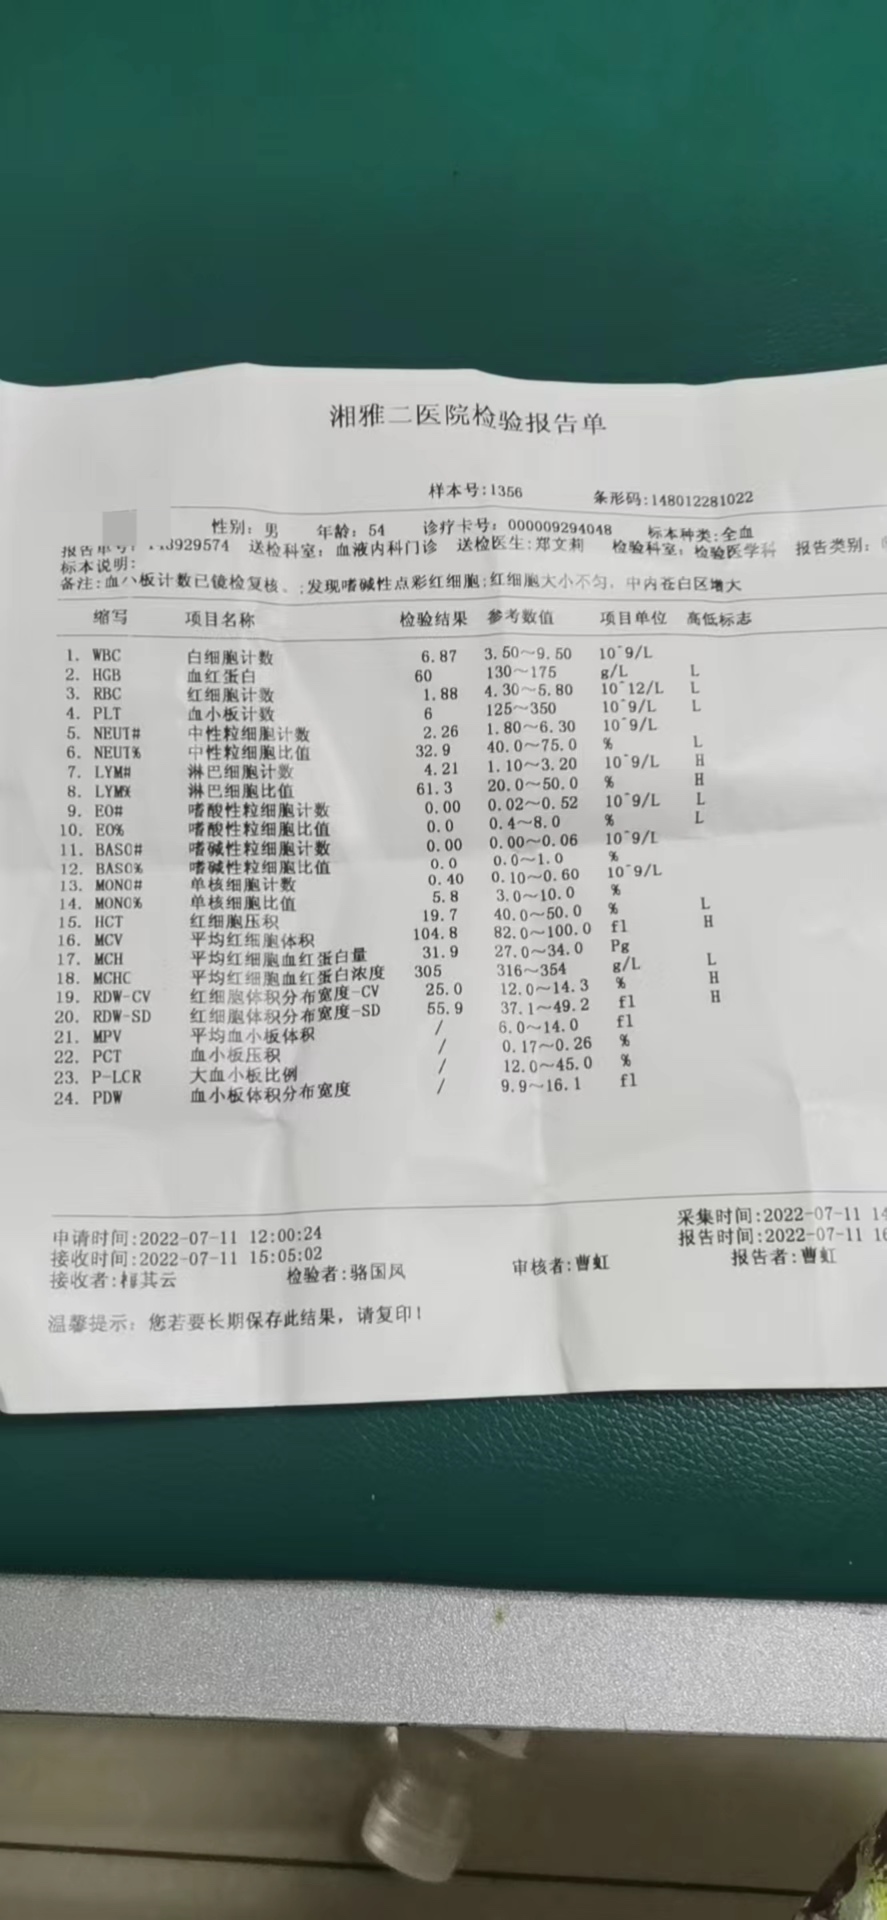 湘雅二医院检验报告单
样本号:1356 条形码:148012281022
性别: 男 年龄: 54 诊疗卡号: 000009294048 标本种类:全血
报告单号: 8929574 送检科室: 血液内科门诊 送检医生:郑文莉 检验科室: 检验医学科 报告类别:
标本说明:
备注:血小板计数已镜检复核、;发现嗜碱性点彩红细胞;红细胞大小不匀, 中内苍白区增大
缩写 项目名称 检验结果 参考数值 项目单位 高低标志
1. WBC 白细胞计数 6.87 3.50~9.50 10^9/L
2. HGB 血红蛋白 60 130~175 g/L L
3. RBC 红细胞计数 1.88 4.30~5.80 10^12/L L
4. PLT 血小板计数 6 125~350 10^9/L L
5. NEUT# 中性粒细胞计数 2.26 1.80~6.30 10^9/L
6. NEUT% 中性粒细胞比值 32.9 40.0~75.0 % L
7. LYM# 淋巴细胞计数 4.21 1.10~3.20 10^9/L H
8. LYM% 淋巴细胞比值 61.3 20.0~50.0 % H
9. EO# 嗜酸性粒细胞计数 0.00 0.02~0.52 10^9/L L
10. EO% 嗜酸性粒细胞比值 0.0 0.4~8.0 % L
11. BASO# 嗜碱性粒细胞计数 0.00 0.00~0.06 10^9/L
12. BASO% 嗜碱性粒细胞比值 0.0 0.0~1.0 %
13. MONO# 单核细胞计数 0.40 0.10~0.60 10^9/L
14. MONO% 单核细胞比值 5.8 3.0~10.0 %
15. HCT 红细胞压积 19.7 40.0~50.0 % L
16. MCV 平均红细胞体积 104.8 82.0~100.0 fl H
17. MCH 平均红细胞血红蛋白量 31.9 27.0~34.0 Pg
18. MCHC 平均红细胞血红蛋白浓度 305 316~354 g/L L
19. RDW-CV 红细胞体积分布宽度-CV 25.0 12.0~14.3 % H
20. RDW-SD 红细胞体积分布宽度-SD 55.9 37.1~49.2 fl H
21. MPV 平均血小板体积 / 6.0~14.0 fl
22. PCT 血小板压积 / 0.17~0.26 %
23. P-LCR 大血小板比例 / 12.0~45.0 %
24. PDW 血小板体积分布宽度 / 9.9~16.1 fl
申请时间:2022-07-11 12:00:24 采集时间:2022-07-11 14
接收时间:2022-07-11 15:05:02 报告时间:2022-07-11 16
接收者: 其云 检验者:骆国凤 审核者:曹虹 报告者:曹虹
温馨提示: 您若要长期保存此结果, 请复印!